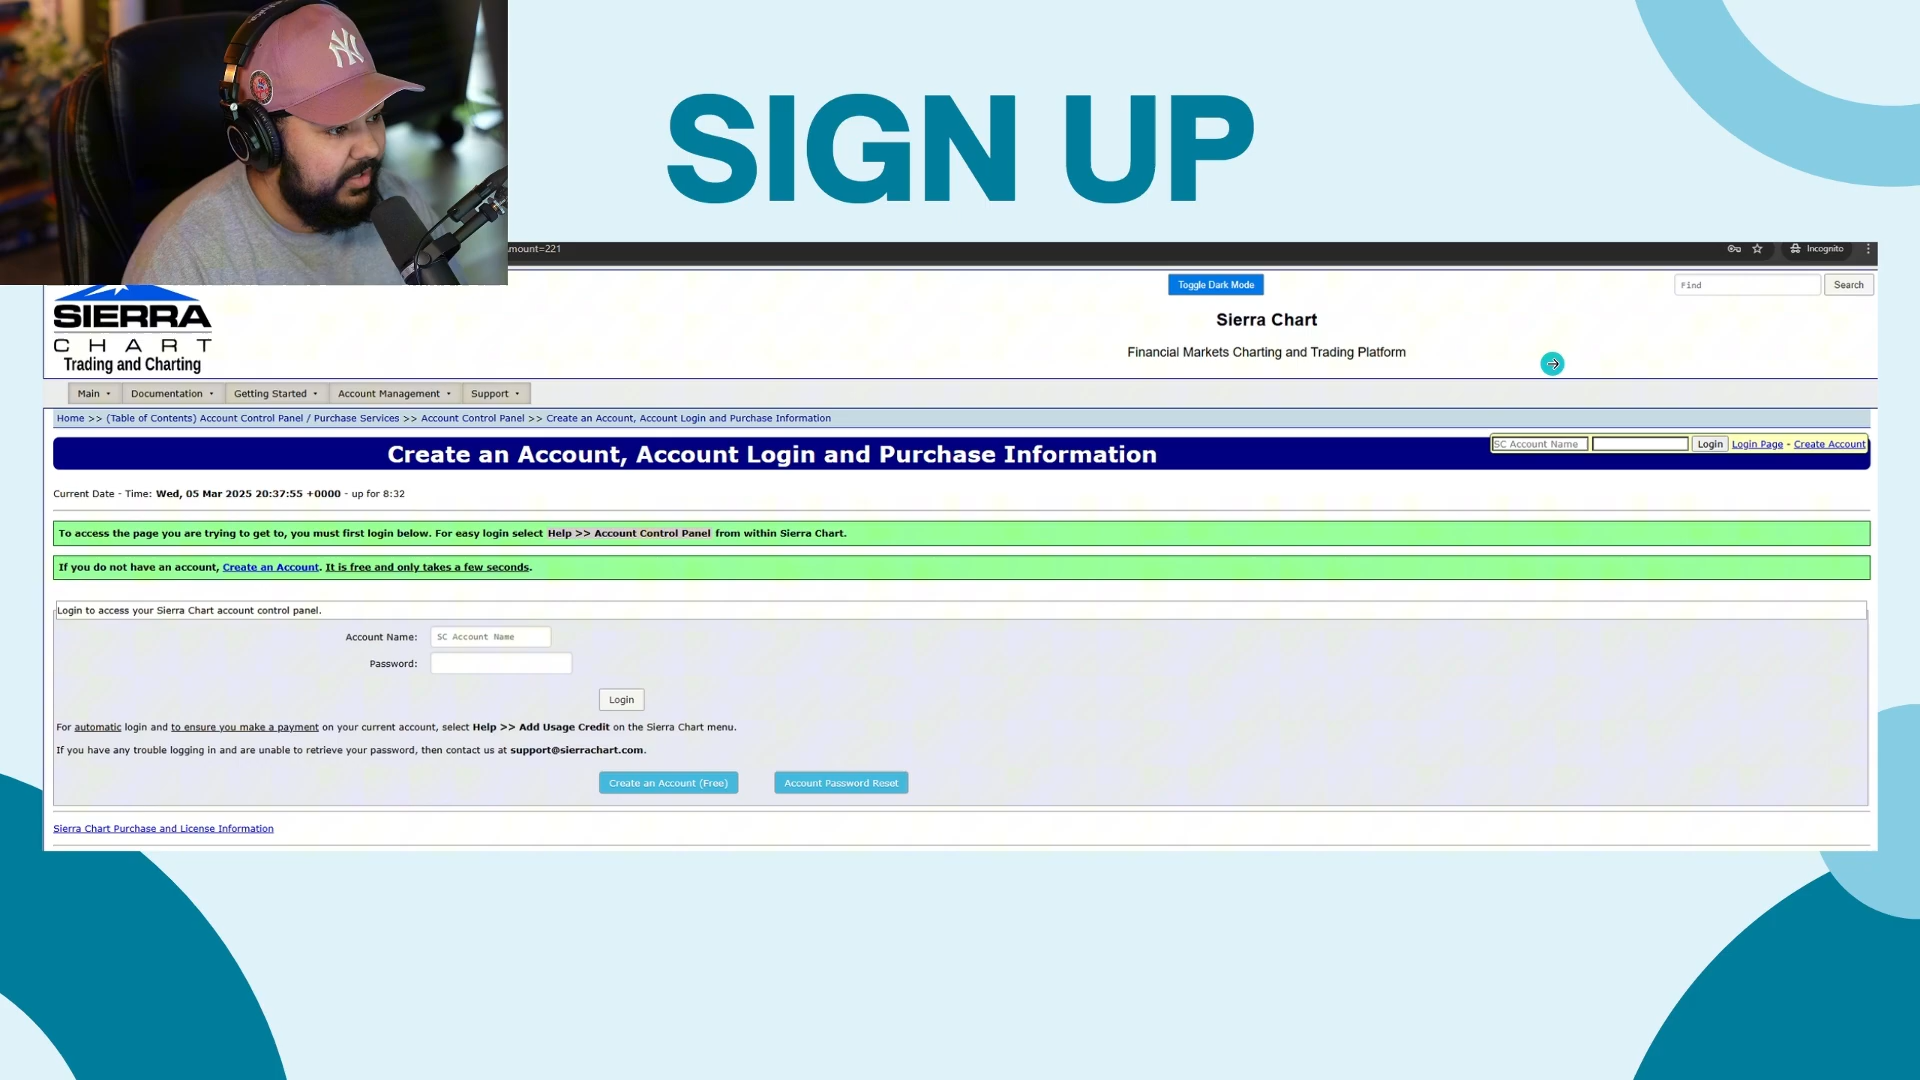 SIGN UP
mount=221
Incognito
Toggle Dark Mode
Find
Search
SIERRA
CHART
Trading and Charting
Sierra Chart
Financial Markets Charting and Trading Platform
Main
Documentation
Getting Started
Account Management
Support
Home >> (Table of Contents) Account Control Panel / Purchase Services >> Account Control Panel >> Create an Account, Account Login and Purchase Information
SC Account Name
Login
Login Page - Create Account
Create an Account, Account Login and Purchase Information
Current Date - Time: Wed, 05 Mar 2025 20:37:55 +0000 - up for 8:32
To access the page you are trying to get to, you must first login below. For easy login select Help >> Account Control Panel from within Sierra Chart.
If you do not have an account, Create an Account. It is free and only takes a few seconds.
Login to access your Sierra Chart account control panel.
Account Name: SC Account Name
Password:
Login
For automatic login and to ensure you make a payment on your current account, select Help >> Add Usage Credit on the Sierra Chart menu.
If you have any trouble logging in and are unable to retrieve your password, then contact us at support@sierrachart.com.
Create an Account (Free)
Account Password Reset
Sierra Chart Purchase and License Information